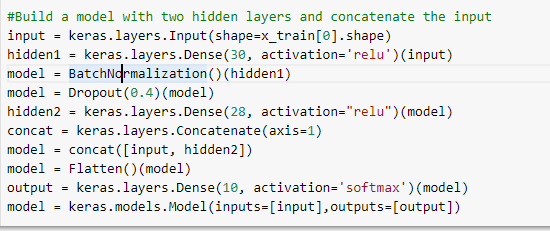 #Build a model with two hidden layers and concatenate the input
input = keras.layers.Input(shape=x_train[0].shape)
hidden1 = keras.layers.Dense(30, activation='relu')(input)
model = BatchNormalization()(hidden1)
model = Dropout(0.4)(model)
hidden2 = keras.layers.Dense(28, activation="relu")(model)
concat = keras.layers.Concatenate(axis=1)
model = concat([input, hidden2])
model = Flatten()(model)
output = keras.layers.Dense(10, activation='softmax')(model)
model = keras.models.Model(inputs=[input],outputs=[output])